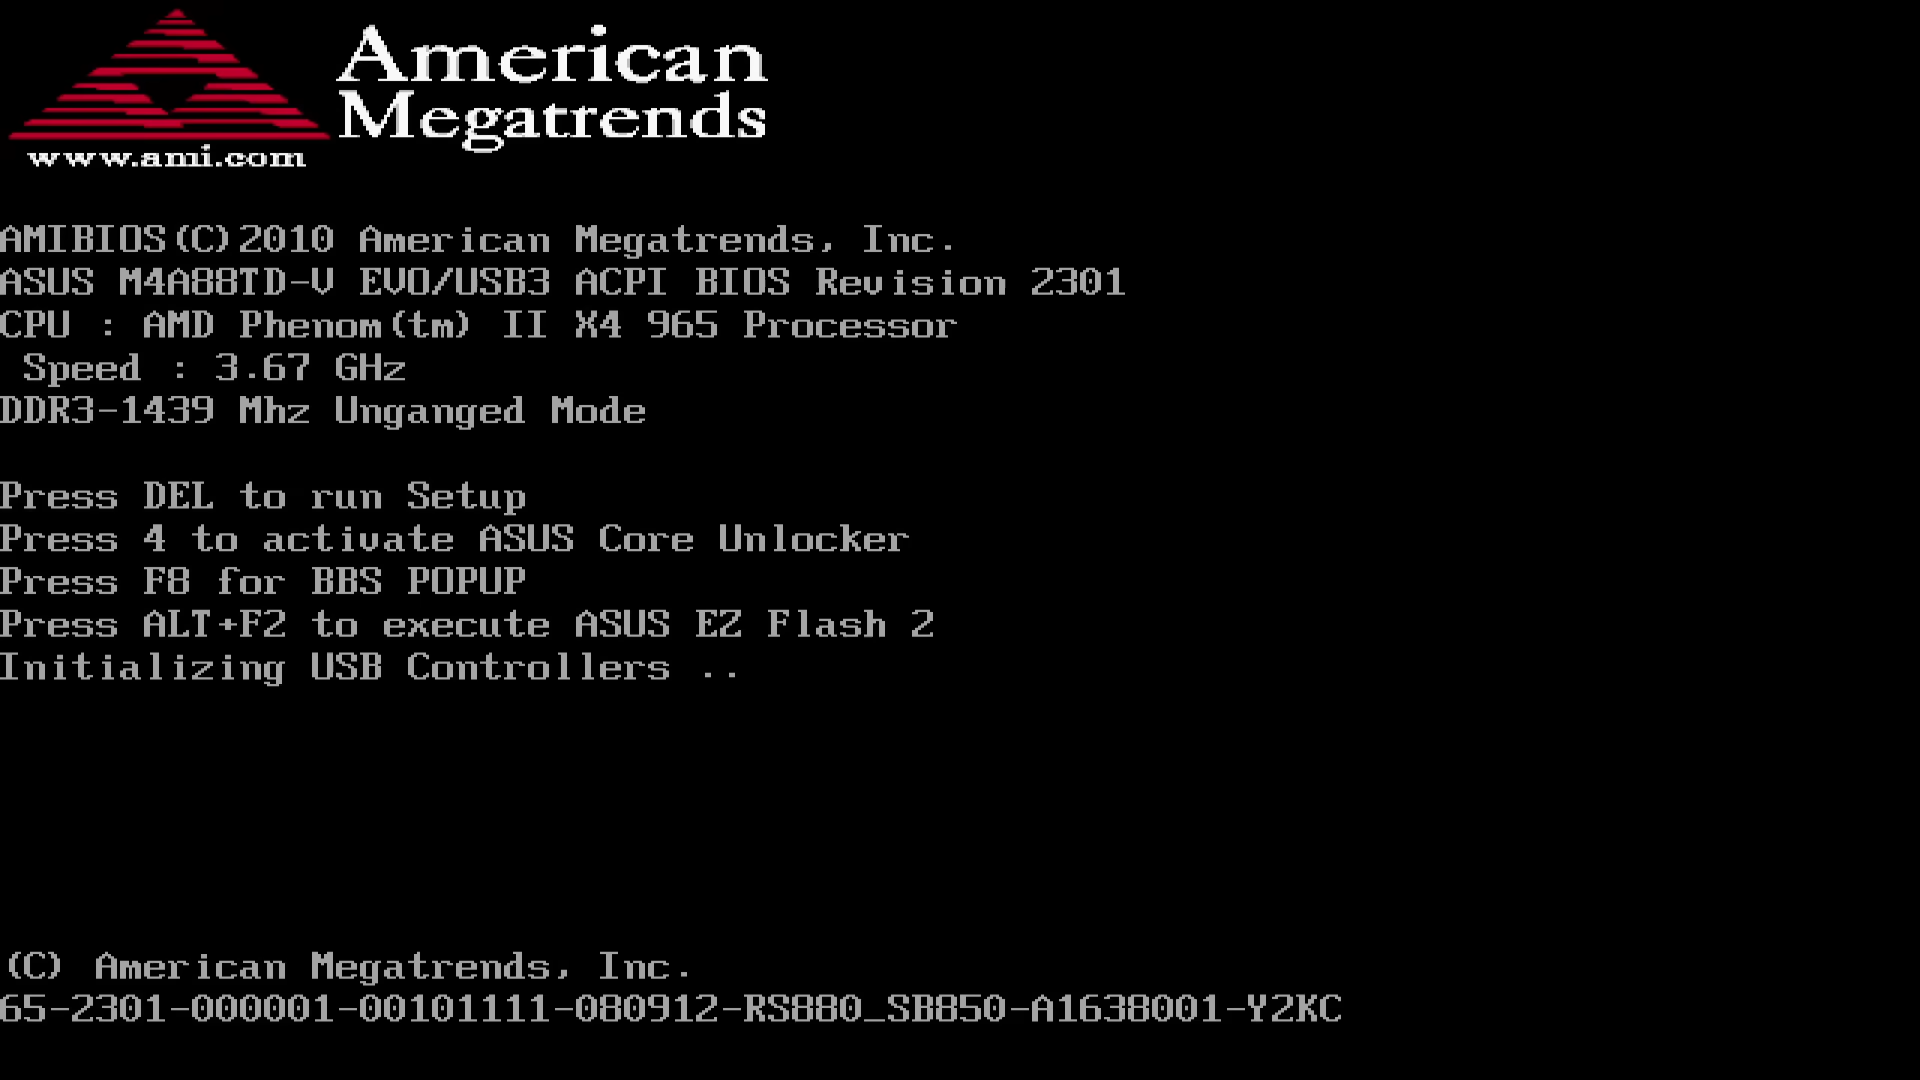 American
Megatrends
www.ami.com
AMIBIOS(C)2010 American Megatrends, Inc.
ASUS M4A88TD-V EVO/USB3 ACPI BIOS Revision 2301
CPU : AMD Phenom(tm) II X4 965 Processor
Speed : 3.67 GHz
DDR3-1439 Mhz Unganged Mode
Press DEL to run Setup
Press 4 to activate ASUS Core Unlocker
Press F8 for BBS POPUP
Press ALT+F2 to execute ASUS EZ Flash 2
Initializing USB Controllers ..
(C) American Megatrends, Inc.
65-2301-000001-00101111-080912-RS880_SB850-A1638001-Y2KC